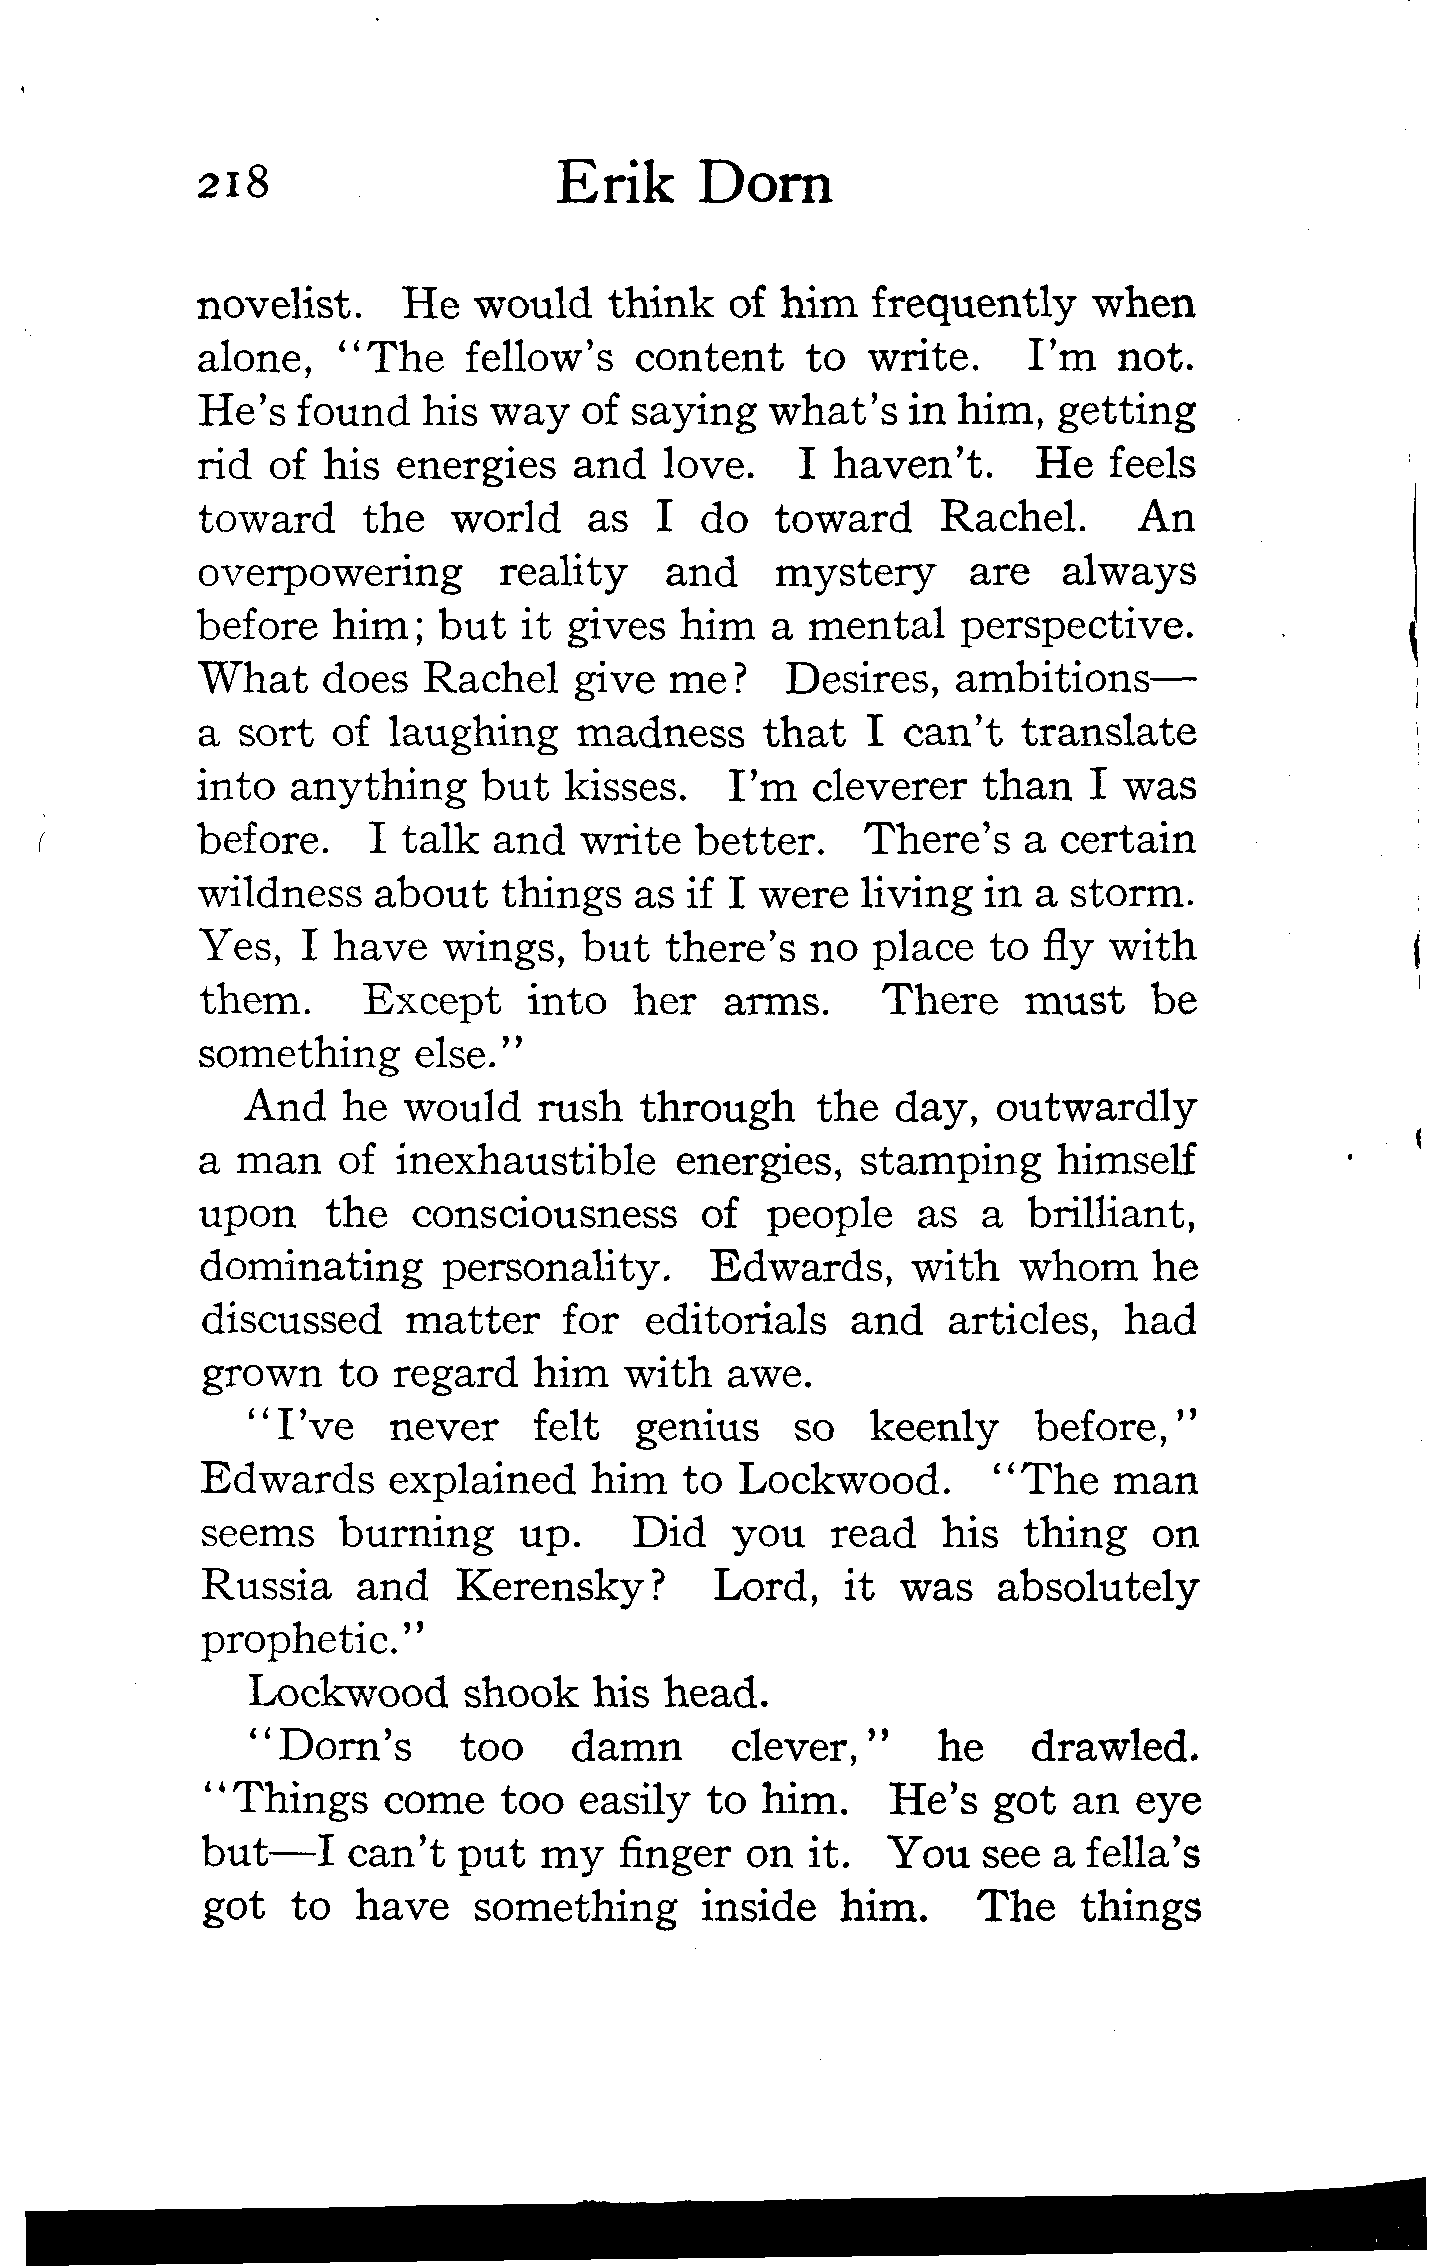 218 Erik Dorn
novelist. He would think of him frequently when
alone, "The fellow's content to write. I'm not.
He's found his way of saying what's in him, getting
rid of his energies and love. I haven't. He feels
toward the world as I do toward Rachel. An
overpowering reality and mystery are always
before him; but it gives him a mental perspective.
What does Rachel give me? Desires, ambitions—
a sort of laughing madness that I can't translate
into anything but kisses. I'm cleverer than I was
before. I talk and write better. There's a certain
wildness about things as if I were living in a storm.
Yes, I have wings, but there's no place to fly with
them. Except into her arms. There must be
something else."
And he would rush through the day, outwardly
a man of inexhaustible energies, stamping himself
upon the consciousness of people as a brilliant,
dominating personality. Edwards, with whom he
discussed matter for editorials and articles, had
grown to regard him with awe.
"I've never felt genius so keenly before,"
Edwards explained him to Lockwood. "The man
seems burning up. Did you read his thing on
Russia and Kerensky? Lord, it was absolutely
prophetic."
Lockwood shook his head.
"Dorn's too damn clever," he drawled.
"Things come too easily to him. He's got an eye
but—I can't put my finger on it. You see a fella's
got to have something inside him. The things